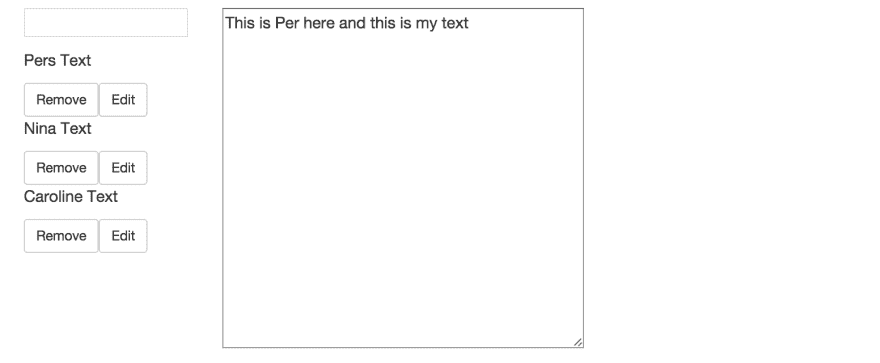 Pers Text
Remove Edit
Nina Text
Remove Edit
Caroline Text
Remove Edit
This is Per here and this is my text